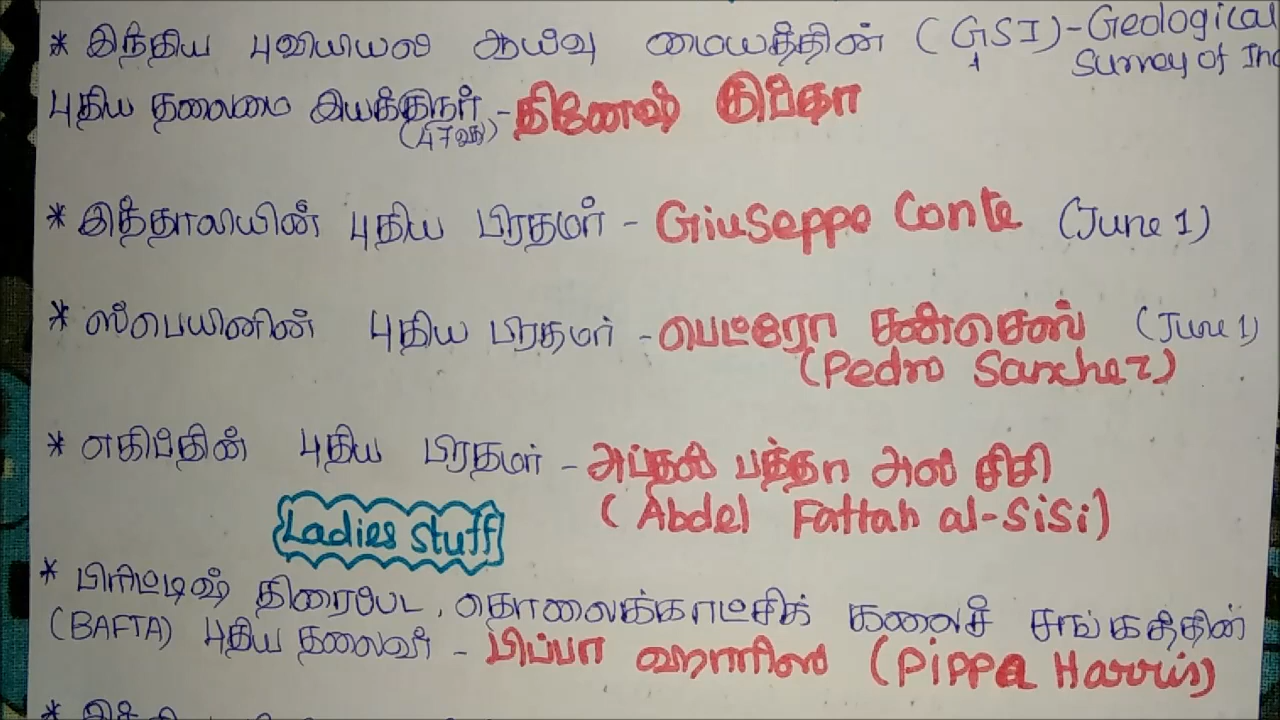 * இந்திய புவியியல் ஆய்வு மையத்தின் (GSI) - Geological
Survey of Ind
புதிய தலைமை இயக்குநர் - தினேஷ் குப்தா
(47வது)
* இத்தாலியின் புதிய பிரதமர் - Giuseppe Conte (June 1)
* ஸ்பெயினின் புதிய பிரதமர் - பெட்ரோ சன்செஸ் (June 1)
(Pedro Sanchez)
* எகிப்தின் புதிய பிரதமர் - அப்தல் பத்தா அல் சிசி
(Abdel Fattah al-Sisi)
Ladies stuff
* பிரிட்டிஷ் திரைப்பட, தொலைக்காட்சிக் கலைச் சங்கத்தின்
(BAFTA) புதிய தலைவர் - பிப்பா ஹாரிஸ் (Pippa Harris)